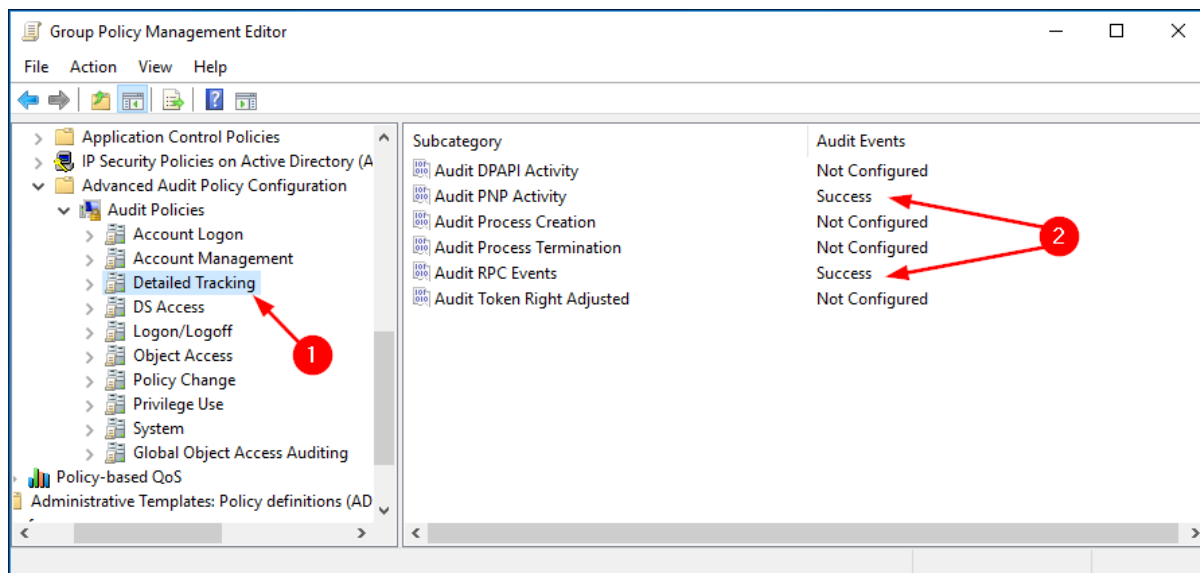 Group Policy Management Editor
File Action View Help
Application Control Policies
IP Security Policies on Active Directory (A
Advanced Audit Policy Configuration
Audit Policies
Account Logon
Account Management
Detailed Tracking
DS Access
Logon/Logoff
Object Access
Policy Change
Privilege Use
System
Global Object Access Auditing
Policy-based QoS
Administrative Templates: Policy definitions (AD
Subcategory Audit Events
Audit DPAPI Activity Not Configured
Audit PNP Activity Success
Audit Process Creation Not Configured
Audit Process Termination Not Configured
Audit RPC Events Success
Audit Token Right Adjusted Not Configured
1
2